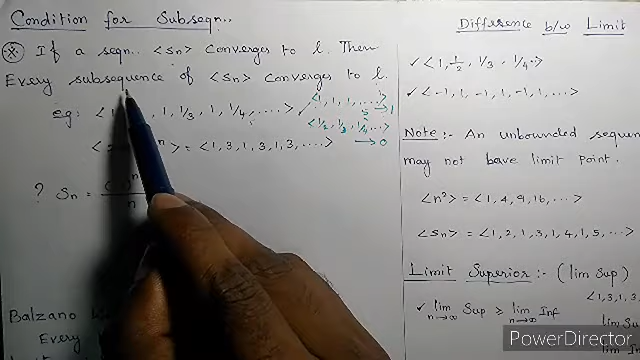 Condition for Subseqn..
If a seqn.. <Sn> Converges to l. Then
Every subsequence of <Sn> Converges to l.
eg: <1, 1, 1/3, 1, 1/4, ....> ✓
<1, 1, 1, ....> → 1
<1/2, 1/3, 1/4 ...> → 0
n> = <1, 3, 1, 3, 1, 3, ....>
? Sn = n / n
Balzano
Every
Difference b/w Limit
✓ <1, 1/2, 1/3, 1/4 ..>
✓ <-1, 1, -1, 1, -1, 1 ...>
Note :- An unbounded sequen
may not have limit point.
<n²> = <1, 4, 9, 16, ...>
<Sn> = <1, 2, 1, 3, 1, 4, 1, 5, ...>
Limit Superior :- (lim Sup)
<1, 3, 1, 3,
✓ lim n→∞ Sup ≥ lim n→∞ Inf
lim Su
PowerDirector